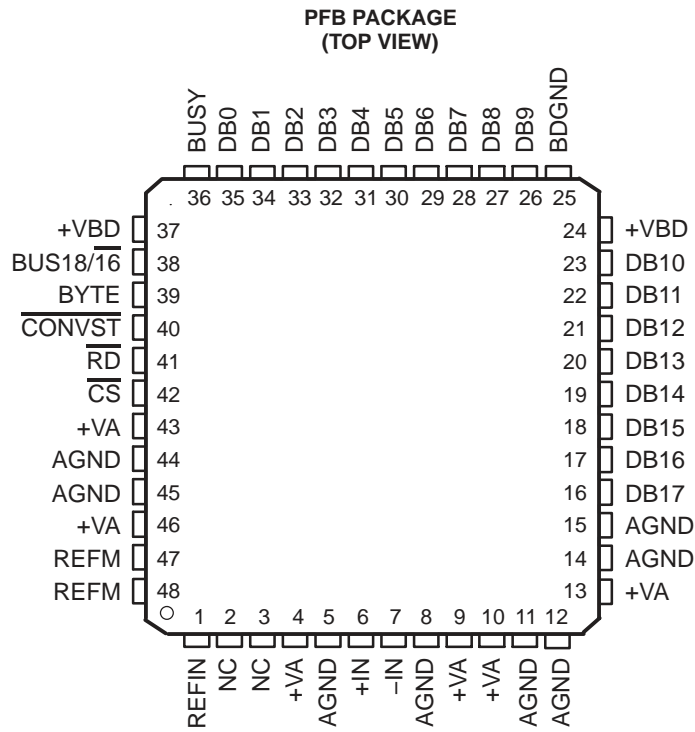 PFB PACKAGE
(TOP VIEW)
BUSY DB0 DB1 DB2 DB3 DB4 DB5 DB6 DB7 DB8 DB9 BDGND
36 35 34 33 32 31 30 29 28 27 26 25
+VBD 37 24 +VBD
BUS18/16 38 23 DB10
BYTE 39 22 DB11
CONVST 40 21 DB12
RD 41 20 DB13
CS 42 19 DB14
+VA 43 18 DB15
AGND 44 17 DB16
AGND 45 16 DB17
+VA 46 15 AGND
REFM 47 14 AGND
REFM 48 13 +VA
1 2 3 4 5 6 7 8 9 10 11 12
REFIN NC NC +VA AGND +IN −IN AGND +VA +VA AGND AGND